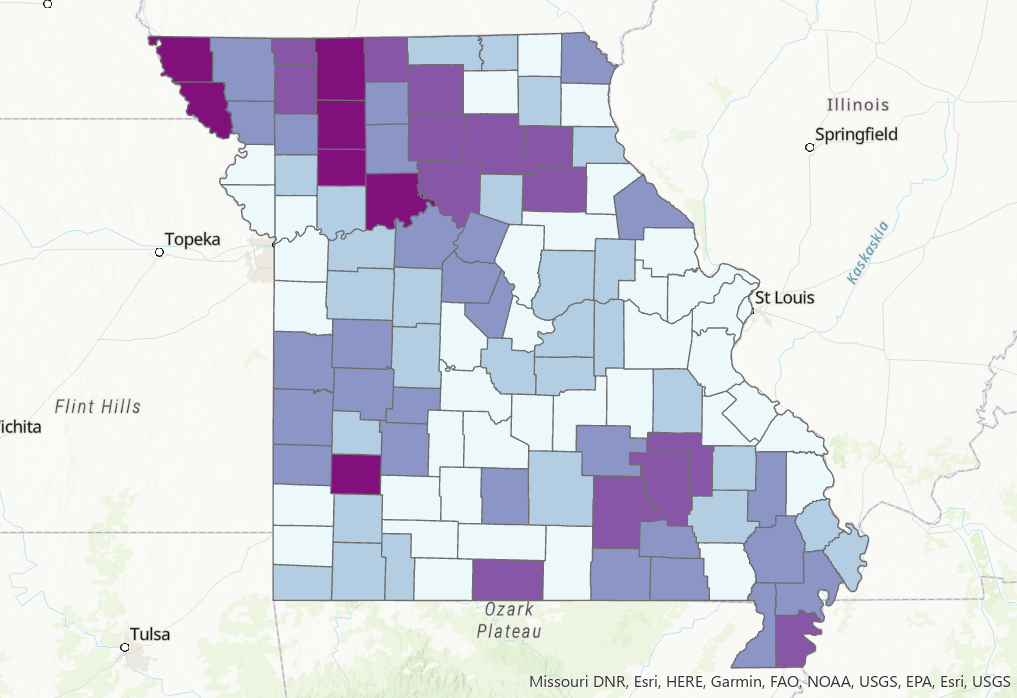 Illinois
Springfield
Kaskaskia
Topeka
St Louis
Flint Hills
ichita
Ozark
Plateau
Tulsa
Missouri DNR, Esri, HERE, Garmin, FAO, NOAA, USGS, EPA, Esri, USGS